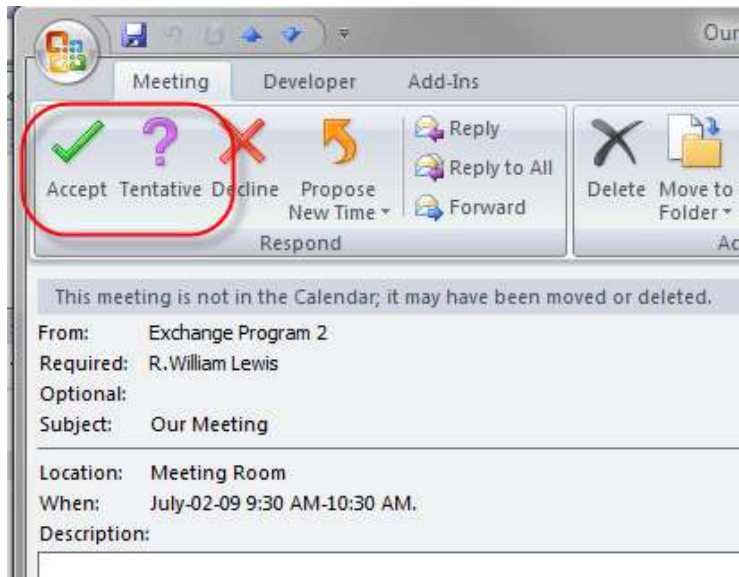 Our
Meeting Developer Add-Ins
Accept Tentative Decline Propose New Time Reply
Reply to All
Forward
Delete Move to Folder
Respond
This meeting is not in the Calendar; it may have been moved or deleted.
From: Exchange Program 2
Required: R.William Lewis
Optional:
Subject: Our Meeting
Location: Meeting Room
When: July-02-09 9:30 AM-10:30 AM.
Description: